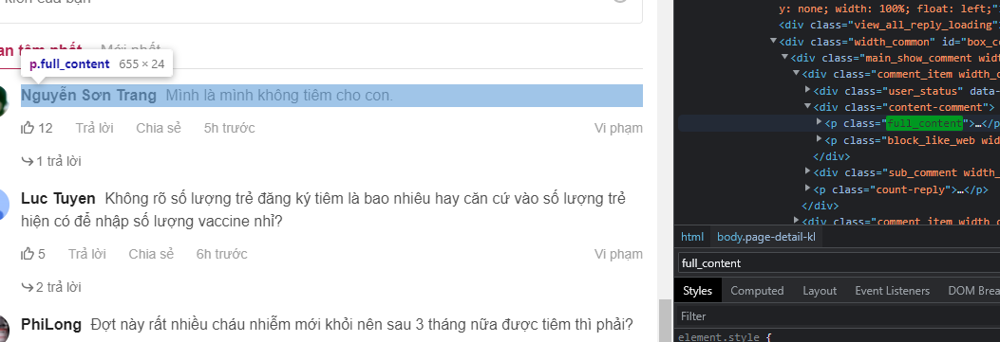 kiến của bạn
y: none; width: 100%; float: left;"
<div class="view_all_reply_loading"
an tâm nhất Mới nhất
<div class="width_common" id="box_co
p.full_content 655 × 24
<div class="main_show_comment widt
<div class="comment_item width_c
Nguyễn Sơn Trang Mình là mình không tiêm cho con.
<div class="user_status" data-
<div class="content-comment">
12 Trả lời Chia sẻ 5h trước Vi phạm
<p class="full_content">…</p
<p class="block_like_web wid
1 trả lời
</div>
<div class="sub_comment width_
<p class="count-reply">…</p>
Luc Tuyen Không rõ số lượng trẻ đăng ký tiêm là bao nhiêu hay căn cứ vào số lượng trẻ
hiện có để nhập số lượng vaccine nhỉ?
</div>
<div class="comment_item width_c
html body.page-detail-kl
5 Trả lời Chia sẻ 6h trước Vi phạm
full_content
2 trả lời
Styles Computed Layout Event Listeners DOM Brea
Filter
PhiLong Đợt này rất nhiều cháu nhiễm mới khỏi nên sau 3 tháng nữa được tiêm thì phải?
element.style {